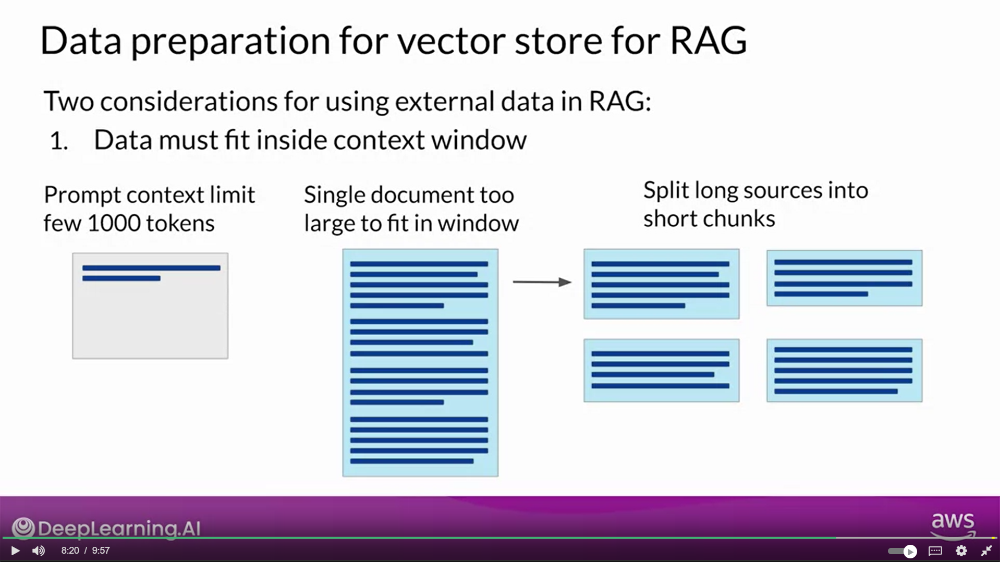 Data preparation for vector store for RAG
Two considerations for using external data in RAG:
1. Data must fit inside context window
Prompt context limit
few 1000 tokens
Single document too
large to fit in window
Split long sources into
short chunks
DeepLearning.AI
aws
8:20 / 9:57